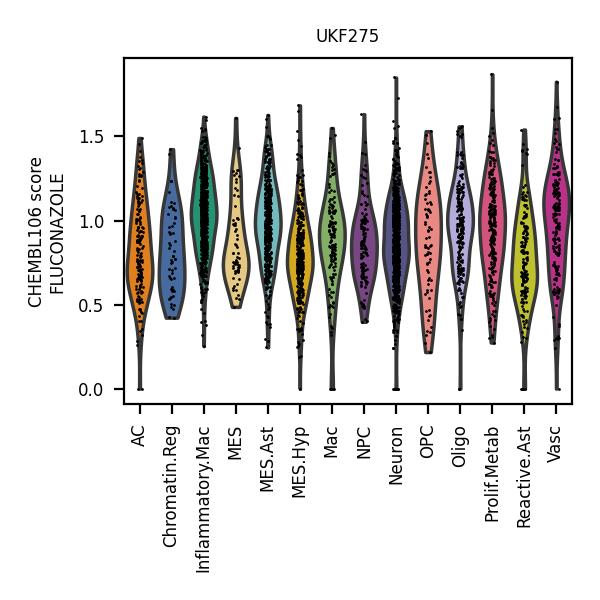 UKF275
CHEMBL106 score
FLUCONAZOLE
1.5
1.0
0.5
0.0
AC
Chromatin.Reg
Inflammatory.Mac
MES
MES.Ast
MES.Hyp
Mac
NPC
Neuron
OPC
Oligo
Prolif.Metab
Reactive.Ast
Vasc